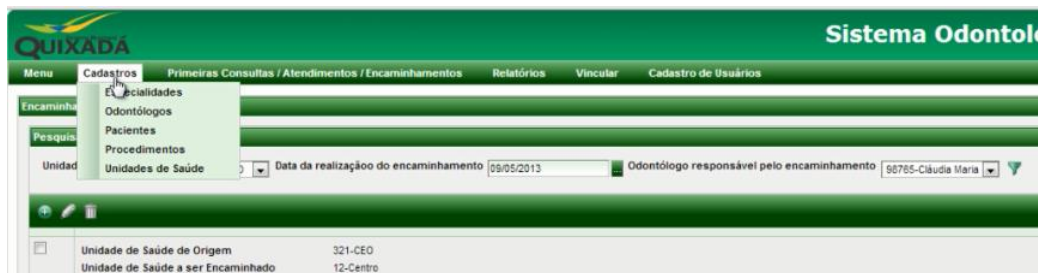 QUIXADÁ
Sistema Odontol
Menu Cadastros Primeiras Consultas / Atendimentos / Encaminhamentos Relatórios Vincular Cadastro de Usuários
Especialidades
Encaminha
Odontólogos
Pesquis
Pacientes
Procedimentos
Unidad Unidades de Saúde Data da realizaçãoo do encaminhamento 09/05/2013 Odontólogo responsável pelo encaminhamento 98765-Cláudia Maria
Unidade de Saúde de Origem 321-CEO
Unidade de Saúde a ser Encaminhado 12-Centro